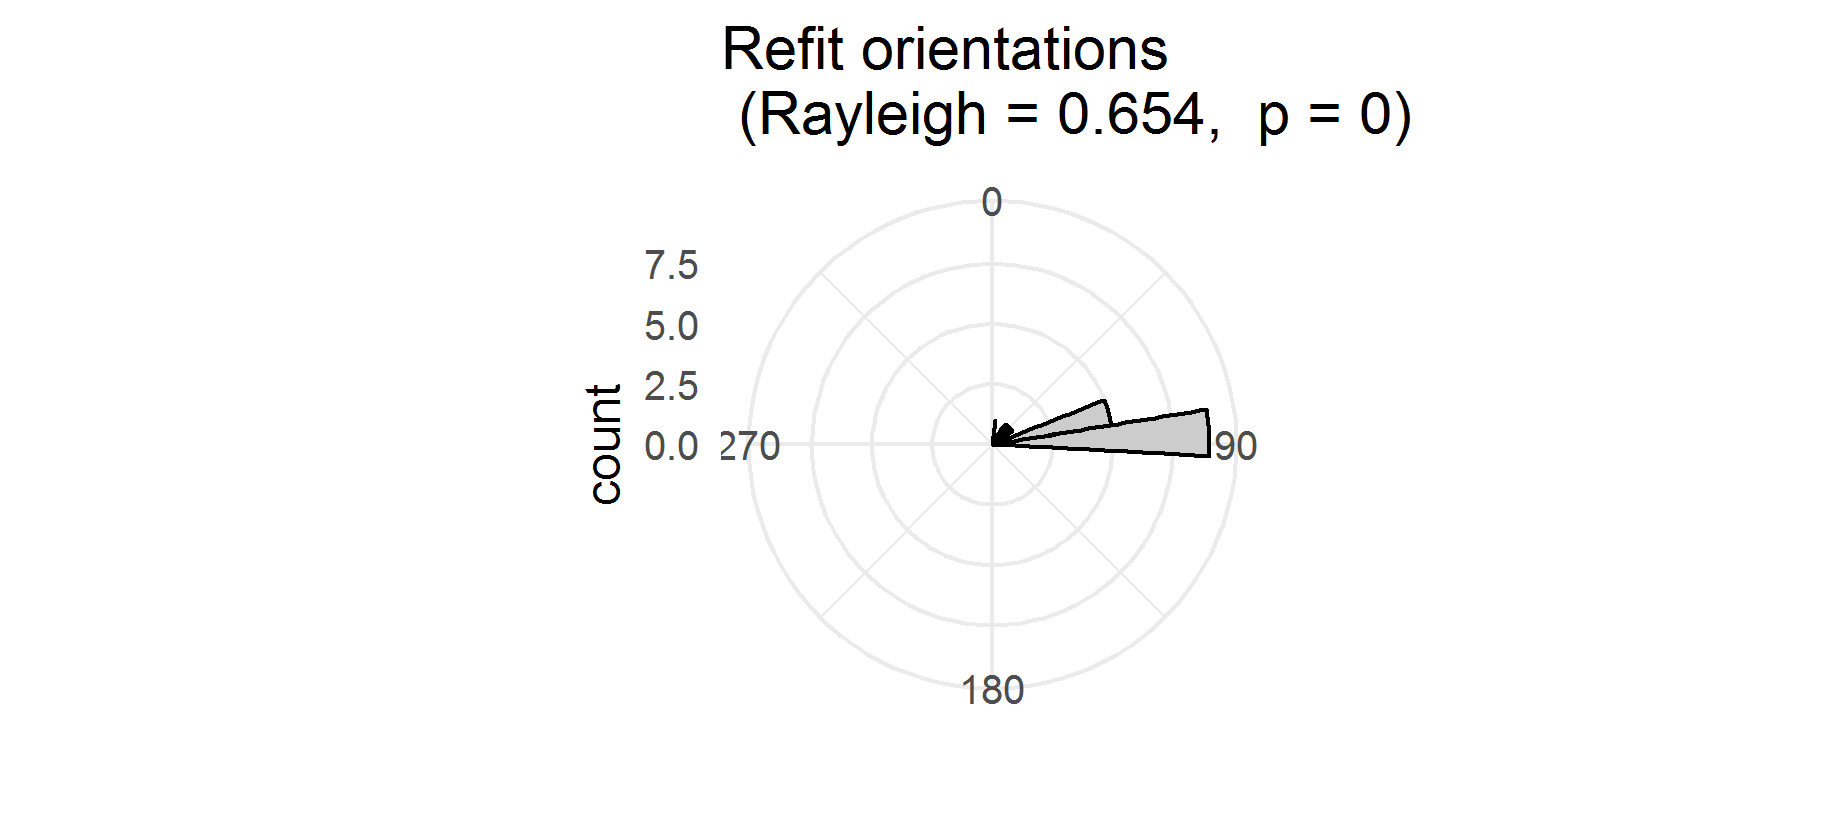 Refit orientations
(Rayleigh = 0.654, p = 0)
0
7.5
5.0
2.5
0.0
270
90
180
count